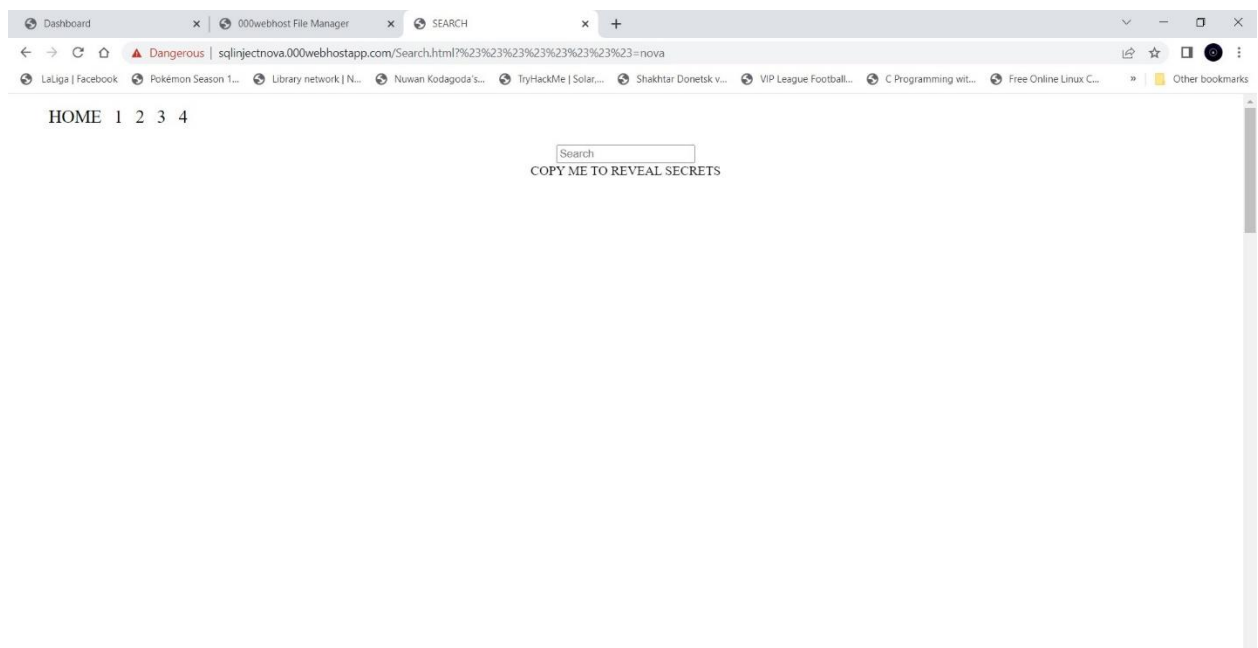 Dashboard
000webhost File Manager
SEARCH
Dangerous | sqlinjectnova.000webhostapp.com/Search.html?%23%23%23%23%23%23%23%23=nova
LaLiga | Facebook Pokémon Season 1... Library network | N... Nuwan Kodagoda's... TryHackMe | Solar,... Shakhtar Donetsk v... VIP League Football... C Programming wit... Free Online Linux C... » Other bookmarks
HOME 1 2 3 4
Search
COPY ME TO REVEAL SECRETS